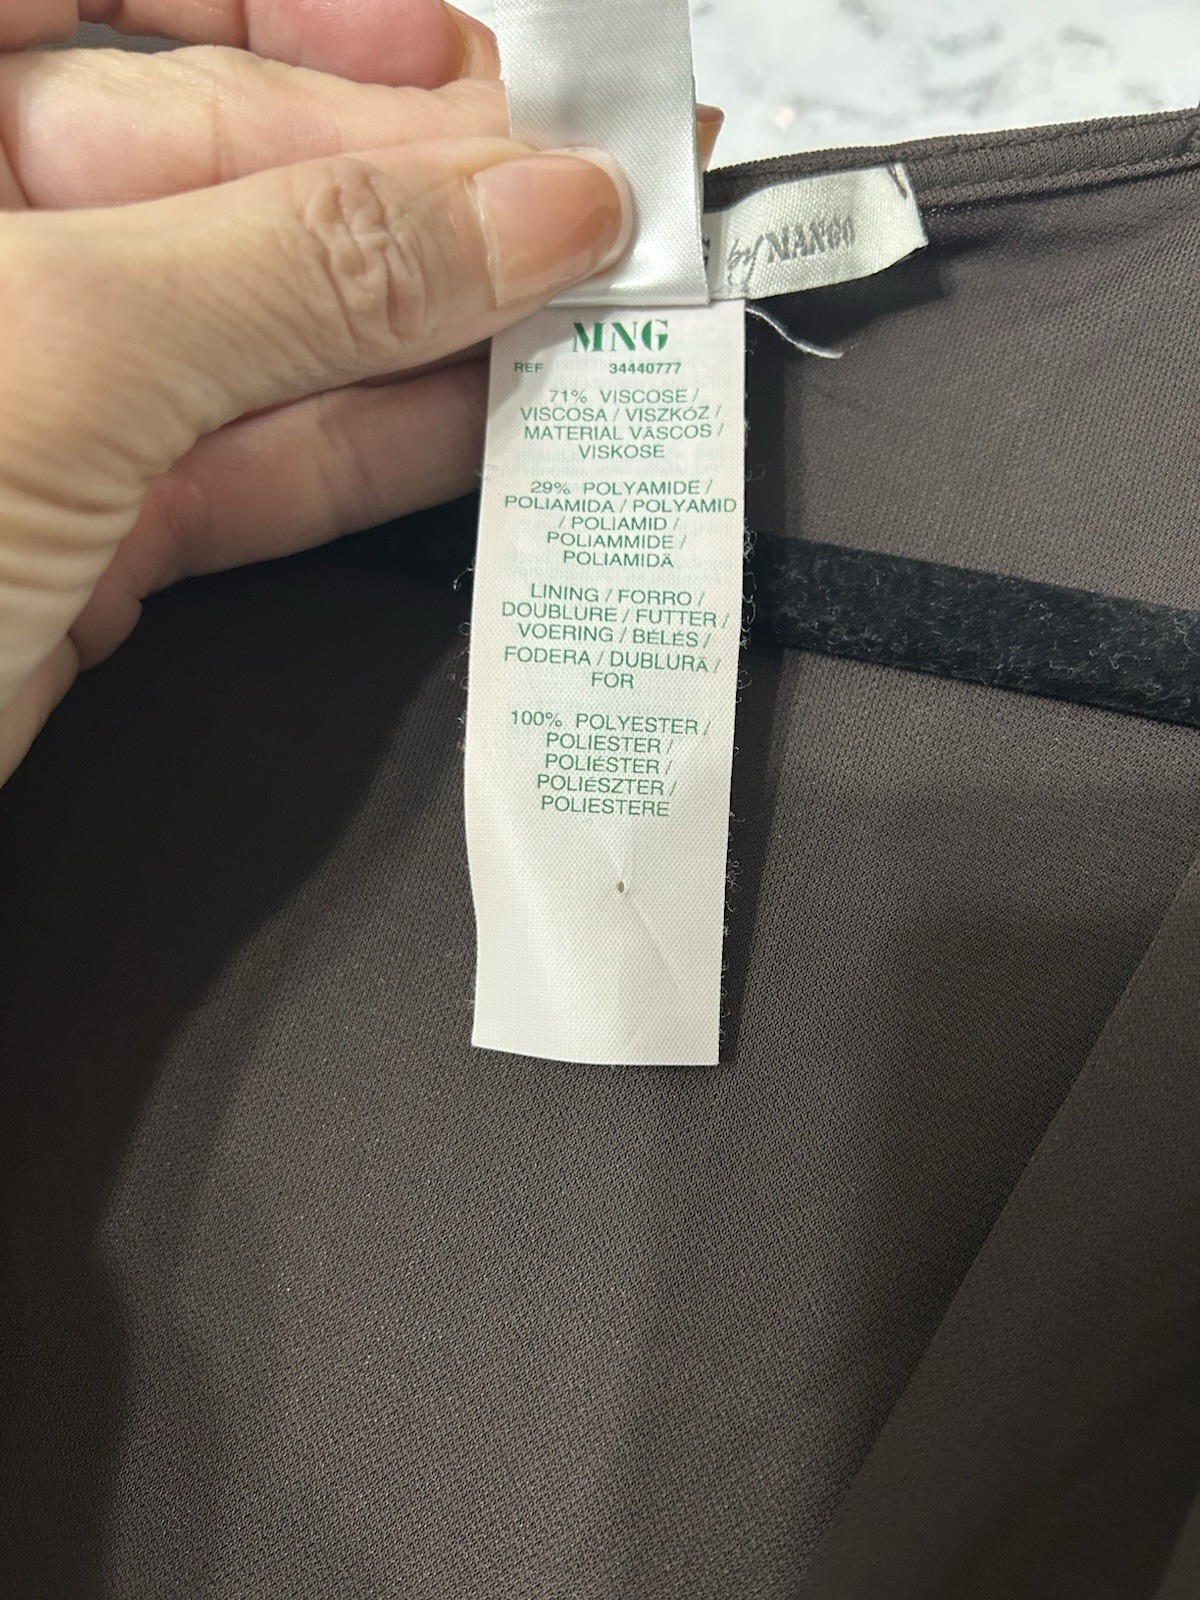 by MANGO
MNG
REF 34440777
71% VISCOSE /
VISCOSA / VISZKÓZ /
MATERIAL VÂSCOS /
VISKOSE
29% POLYAMIDE /
POLIAMIDA / POLYAMID
/ POLIAMID /
POLIAMMIDE /
POLIAMIDĂ
LINING / FORRO /
DOUBLURE / FUTTER /
VOERING / BÉLÉS /
FODERA / DUBLURĂ /
FOR
100% POLYESTER /
POLIESTER /
POLIÉSTER /
POLIÉSZTER /
POLIESTERE